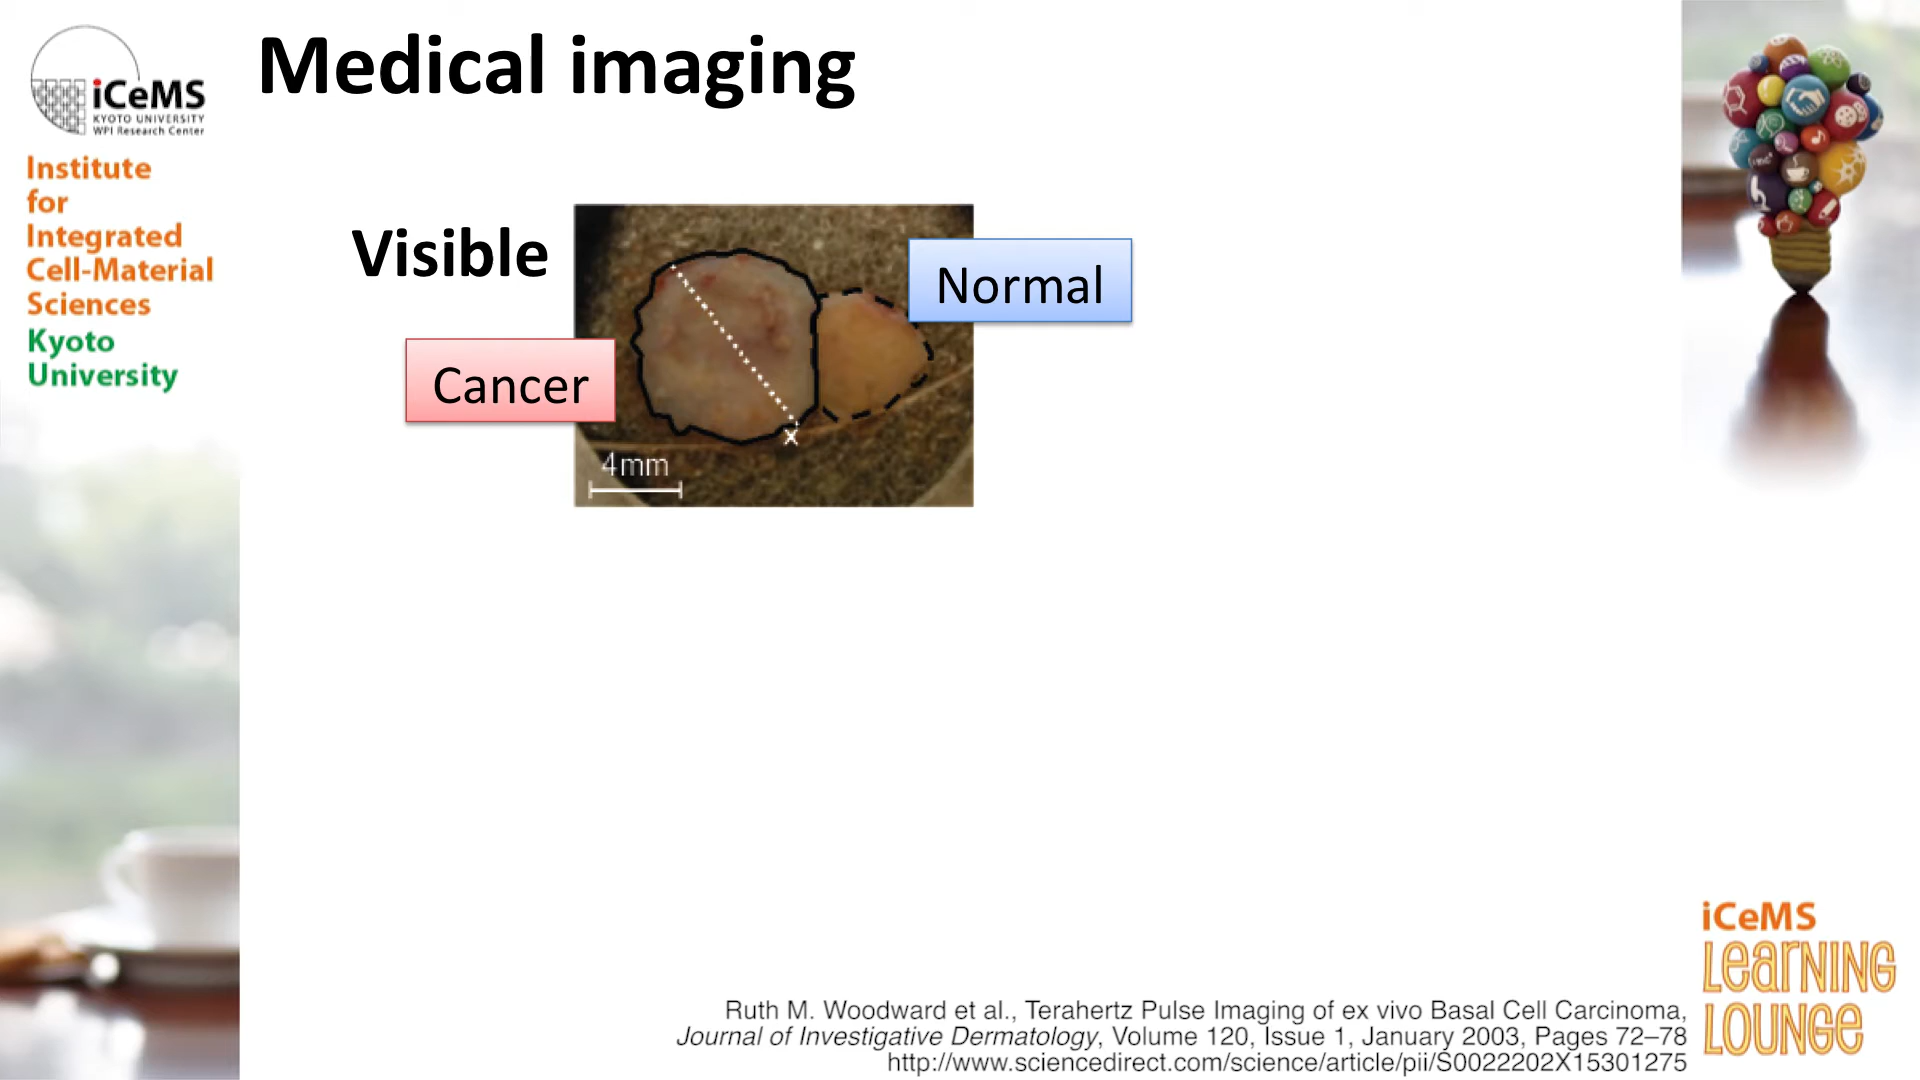 iCeMS
KYOTO UNIVERSITY
WPI Research Center
Institute
for
Integrated
Cell-Material
Sciences
Kyoto
University
Medical imaging
Visible
Normal
Cancer
x
4mm
Ruth M. Woodward et al., Terahertz Pulse Imaging of ex vivo Basal Cell Carcinoma,
Journal of Investigative Dermatology, Volume 120, Issue 1, January 2003, Pages 72–78
http://www.sciencedirect.com/science/article/pii/S0022202X15301275
iCeMS
LearNING
LOUNGe